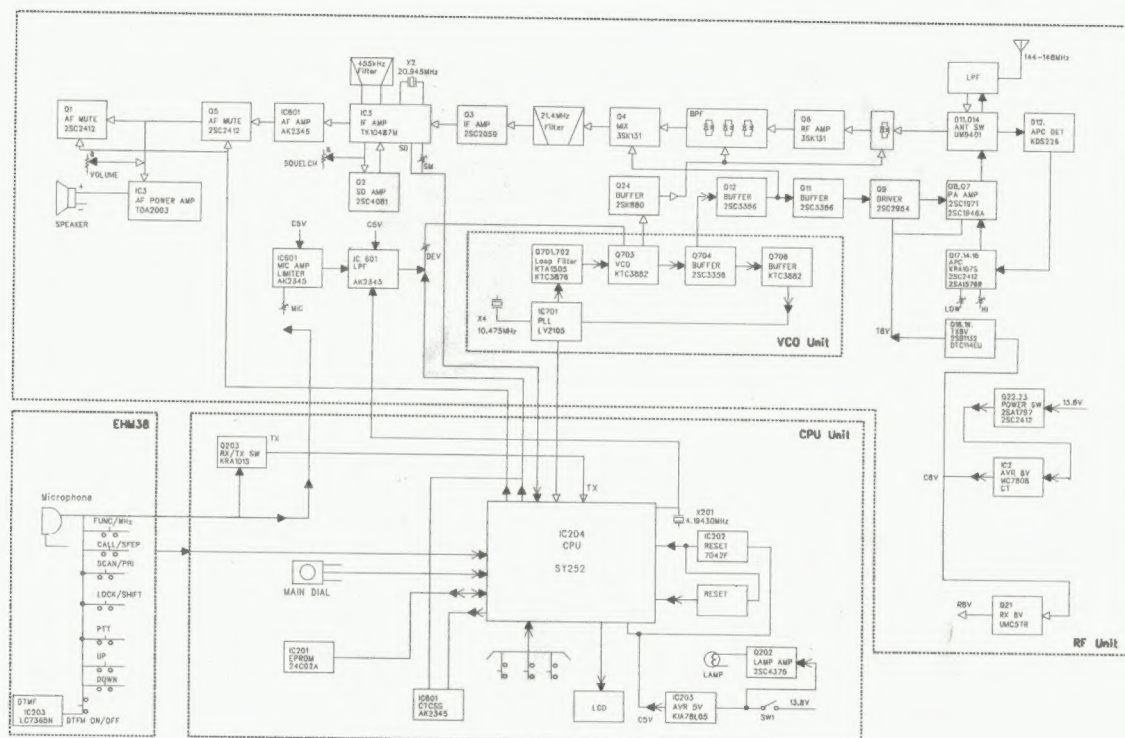 455kHz
Filter
X2
20.945MHz
144-148MHz
LPF
Q1
AF MUTE
2SC2412
Q5
AF MUTE
2SC2412
IC601
AF AMP
AK2345
IC3
IF AMP
TK10487M
SD
Q3
IF AMP
2SC2059
21.4MHz
Filter
Q4
MIX
3SK131
BPF
Q6
RF AMP
3SK131
D11,D14
ANT SW
UM9401
D12,
APC DET
KDS226
VOLUME
SQUELCH
SM
IC3
AF POWER AMP
TDA2003
SPEAKER
Q2
SD AMP
2SC4081
Q24
BUFFER
2SK880
Q12
BUFFER
2SC3356
Q11
BUFFER
2SC3356
Q9
DRIVER
2SC2954
Q8,Q7
PA AMP
2SC1971
2SC1946A
C5V
C5V
DEV
IC601
MIC AMP
LIMITER
AK2345
IC 601
LPF
AK2345
MIC
Q701,702
Loop Filter
KTA1505
KTC3876
Q703
VCO
KTC3882
Q704
BUFFER
2SC3356
Q706
BUFFER
KTC3882
Q17,14,16
APC
KRA107S
2SC2412
2SA1576R
LOW
HI
X4
10.475MHz
IC701
PLL
LV2105
VCO Unit
T8V
Q18,19,
TX8V
2SB1132
DTC114EU
EHM38
CPU Unit
Q22,23
POWER SW
2SA1797
2SC2412
13.8V
Q203
RX/TX SW
KRA101S
TX
C8V
IC2
AVR 8V
MC7808
CT
Microphone
TX
X201
4.19430MHz
FUNC/MHz
CALL/STEP
SCAN/PRI
LOCK/SHIFT
PTT
UP
DOWN
DTMF
IC203
LC7365N
DTFM ON/OFF
MAIN DIAL
IC204
CPU
SY252
IC202
RESET
7042F
RESET
R8V
Q21
RX 8V
UMC5TR
RF Unit
IC201
EPROM
24C02A
IC601
CTCSS
AK2345
LCD
LAMP
Q202
LAMP AMP
2SC4376
C5V
IC203
AVR 5V
KIA78L05
13.8V
SW1